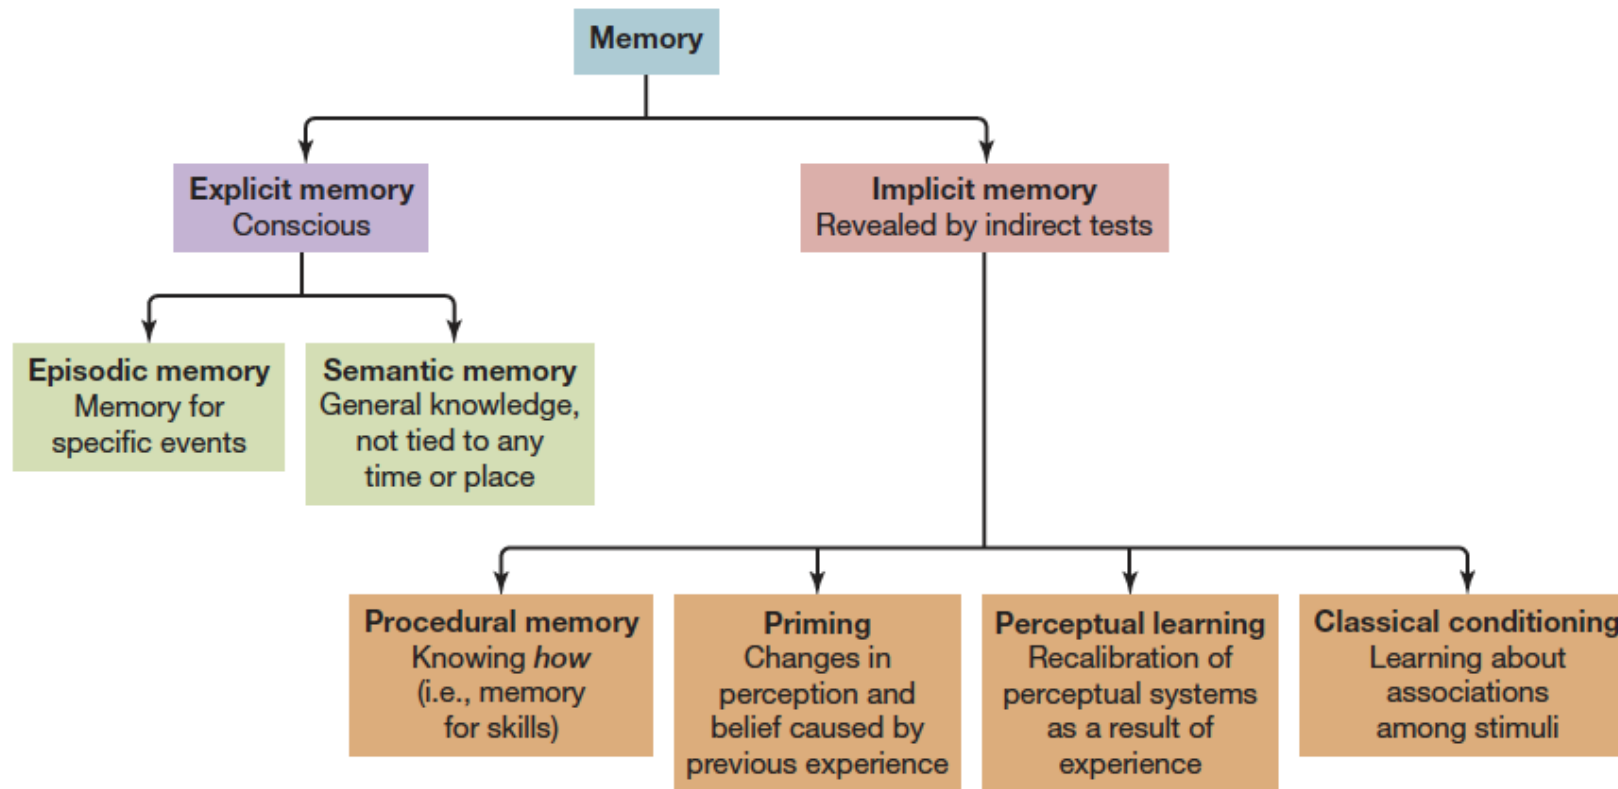 Memory
Explicit memory
Conscious
Implicit memory
Revealed by indirect tests
Episodic memory
Memory for
specific events
Semantic memory
General knowledge,
not tied to any
time or place
Procedural memory
Knowing how
(i.e., memory
for skills)
Priming
Changes in
perception and
belief caused by
previous experience
Perceptual learning
Recalibration of
perceptual systems
as a result of
experience
Classical conditioning
Learning about
associations
among stimuli